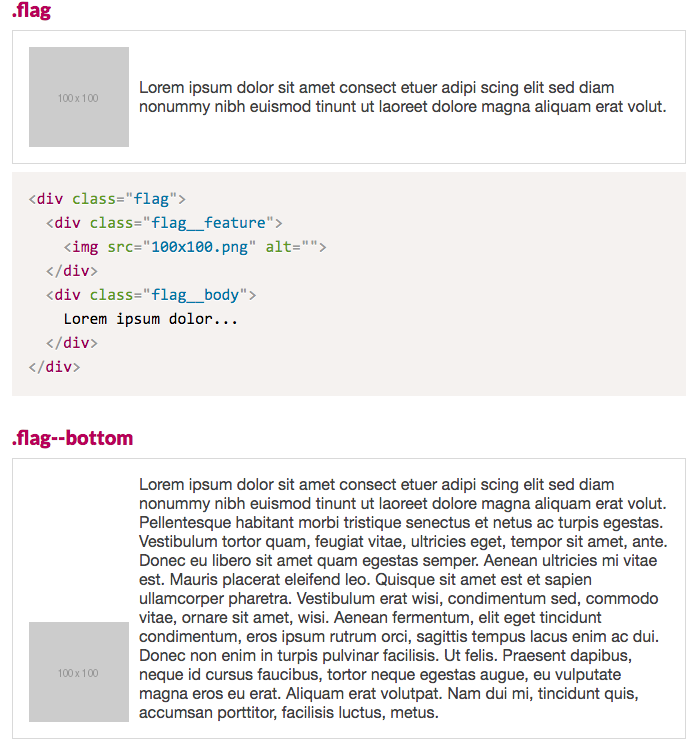 .flag
100 x 100
Lorem ipsum dolor sit amet consect etuer adipi scing elit sed diam
nonummy nibh euismod tinunt ut laoreet dolore magna aliquam erat volut.
<div class="flag">
  <div class="flag__feature">
    <img src="100x100.png" alt="">
  </div>
  <div class="flag__body">
    Lorem ipsum dolor...
  </div>
</div>
.flag--bottom
100 x 100
Lorem ipsum dolor sit amet consect etuer adipi scing elit sed diam
nonummy nibh euismod tinunt ut laoreet dolore magna aliquam erat volut.
Pellentesque habitant morbi tristique senectus et netus ac turpis egestas.
Vestibulum tortor quam, feugiat vitae, ultricies eget, tempor sit amet, ante.
Donec eu libero sit amet quam egestas semper. Aenean ultricies mi vitae
est. Mauris placerat eleifend leo. Quisque sit amet est et sapien
ullamcorper pharetra. Vestibulum erat wisi, condimentum sed, commodo
vitae, ornare sit amet, wisi. Aenean fermentum, elit eget tincidunt
condimentum, eros ipsum rutrum orci, sagittis tempus lacus enim ac dui.
Donec non enim in turpis pulvinar facilisis. Ut felis. Praesent dapibus,
neque id cursus faucibus, tortor neque egestas augue, eu vulputate
magna eros eu erat. Aliquam erat volutpat. Nam dui mi, tincidunt quis,
accumsan porttitor, facilisis luctus, metus.